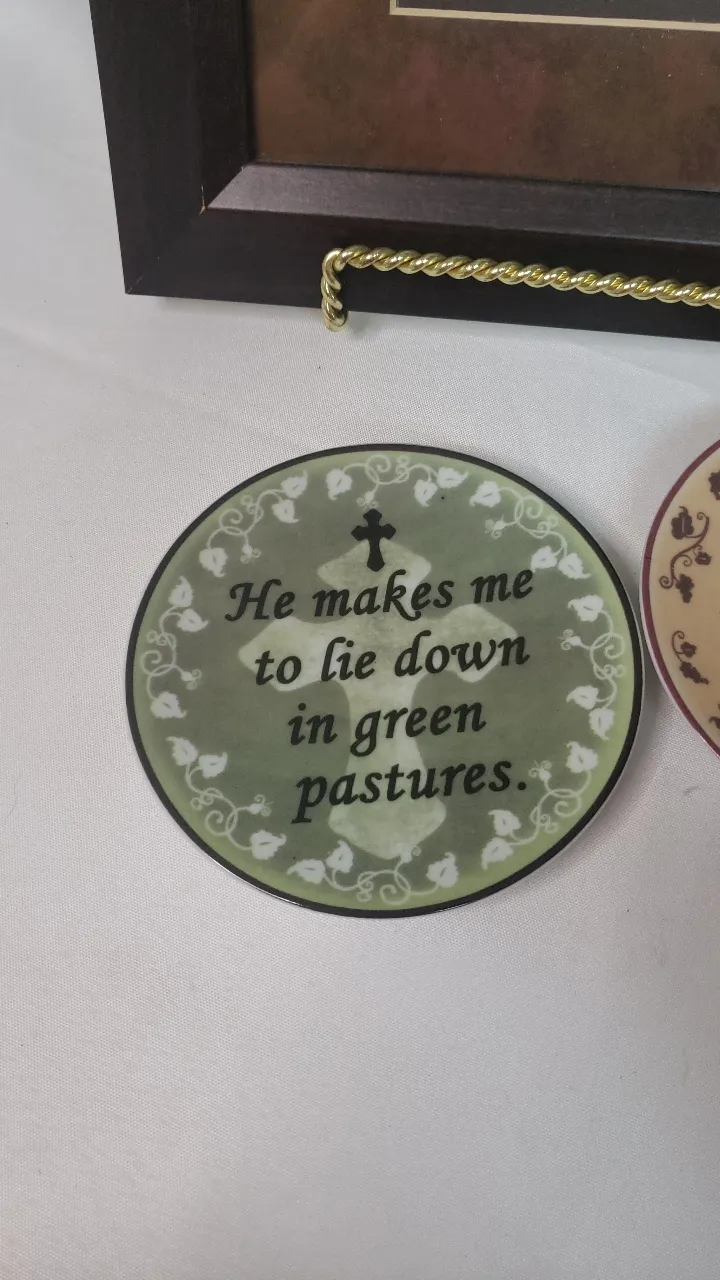 He makes me
to lie down
in green
pastures.